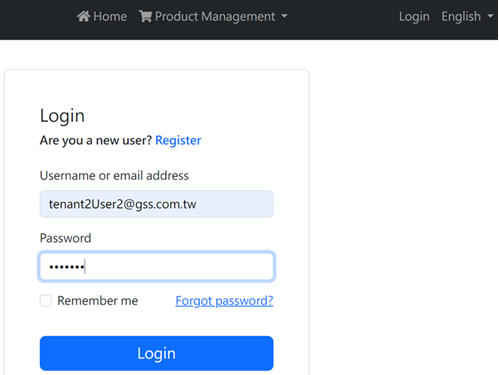 Home Product Management Login English
Login
Are you a new user? Register
Username or email address
tenant2User2@gss.com.tw
Password
•••••••
Remember me Forgot password?
Login